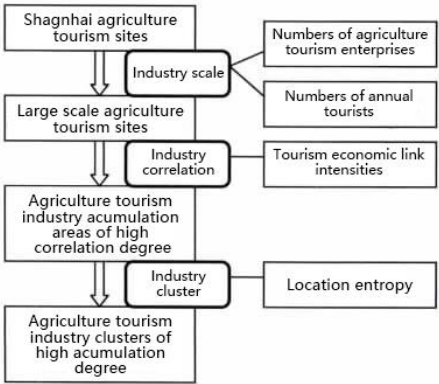 Shagnhai agriculture
tourism sites
Numbers of agriculture
tourism enterprises
Industry scale
Numbers of annual
tourists
Large scale agriculture
tourism sites
Industry
correlation
Tourism economic link
intensities
Agriculture tourism
industry acumulation
areas of high
correlation degree
Industry
cluster
Location entropy
Agriculture tourism
industry clusters of
high acumulation
degree